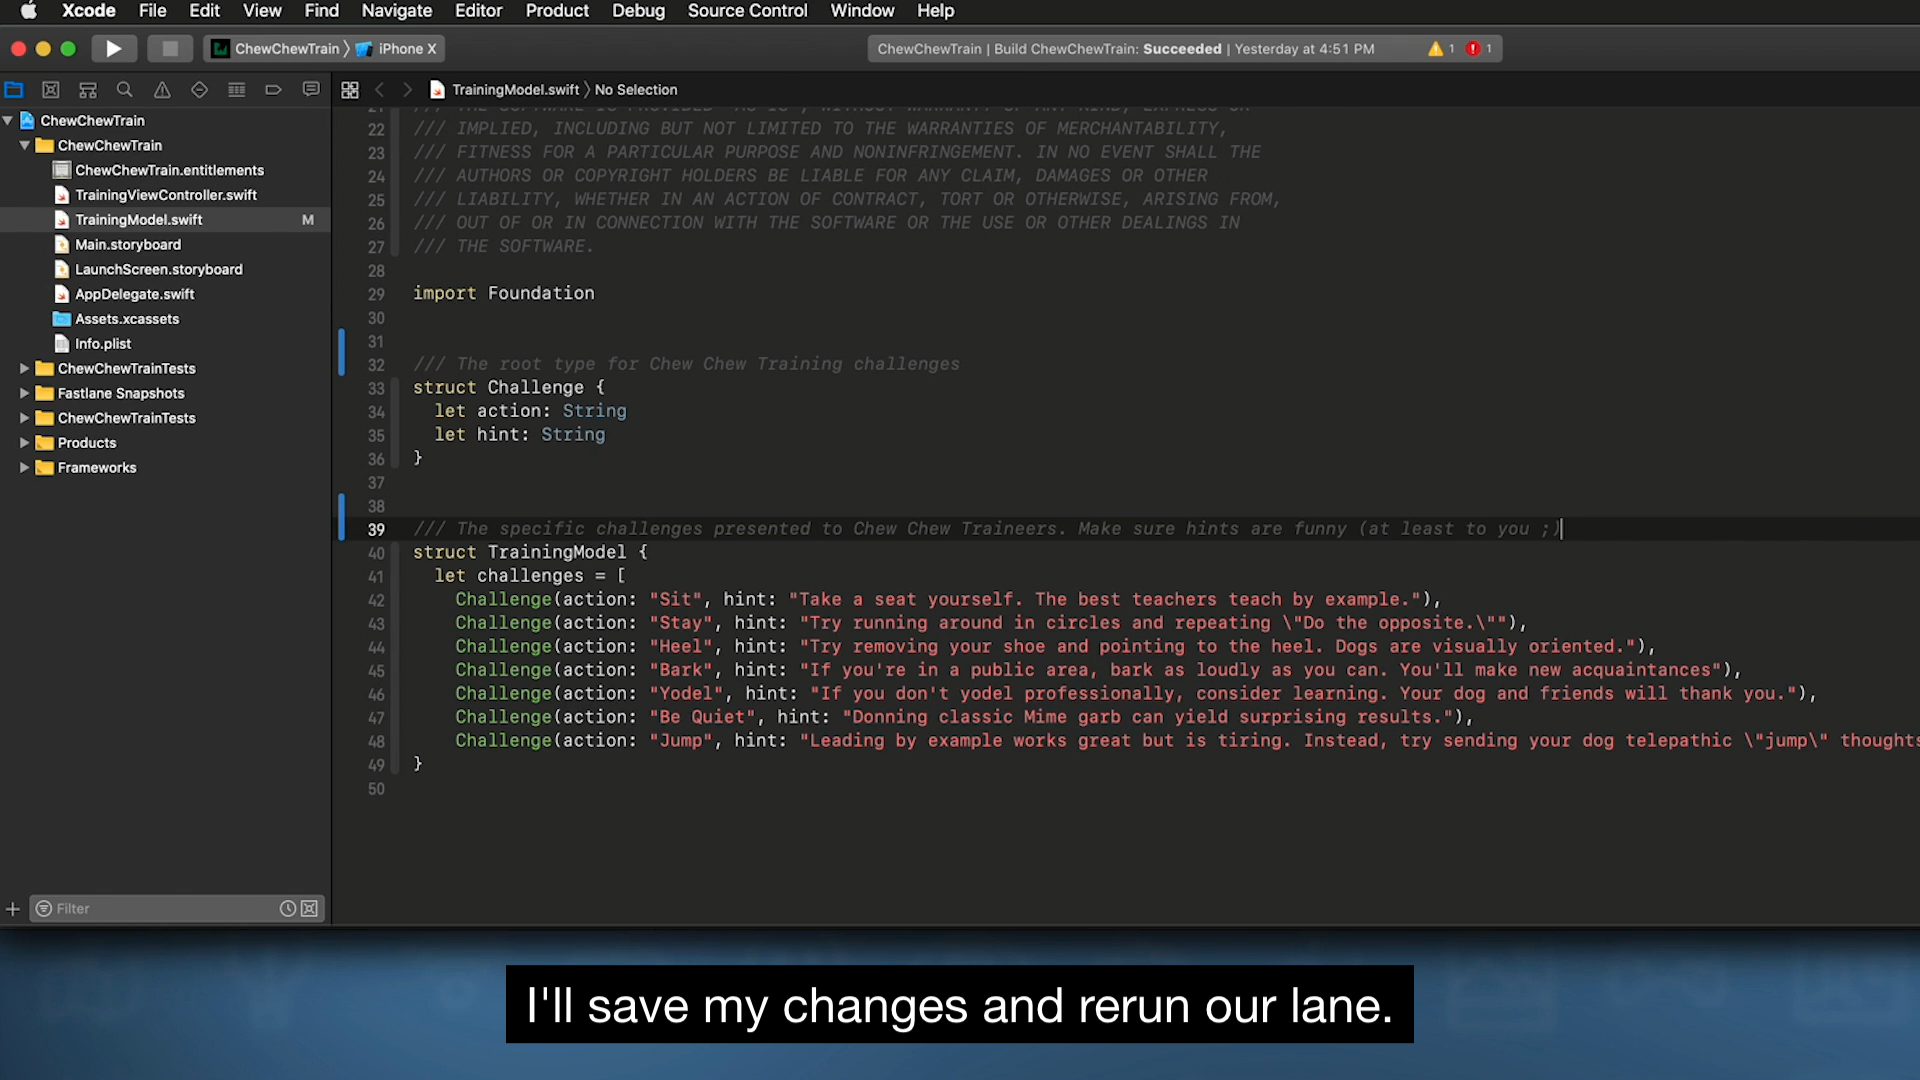 Xcode File Edit View Find Navigate Editor Product Debug Source Control Window Help
ChewChewTrain 〉 iPhone X
ChewChewTrain | Build ChewChewTrain: Succeeded | Yesterday at 4:51 PM 1 1
TrainingModel.swift 〉 No Selection
ChewChewTrain
ChewChewTrain
ChewChewTrain.entitlements
TrainingViewController.swift
TrainingModel.swift M
Main.storyboard
LaunchScreen.storyboard
AppDelegate.swift
Assets.xcassets
Info.plist
ChewChewTrainTests
Fastlane Snapshots
ChewChewTrainTests
Products
Frameworks
Filter
22 /// IMPLIED, INCLUDING BUT NOT LIMITED TO THE WARRANTIES OF MERCHANTABILITY,
23 /// FITNESS FOR A PARTICULAR PURPOSE AND NONINFRINGEMENT. IN NO EVENT SHALL THE
24 /// AUTHORS OR COPYRIGHT HOLDERS BE LIABLE FOR ANY CLAIM, DAMAGES OR OTHER
25 /// LIABILITY, WHETHER IN AN ACTION OF CONTRACT, TORT OR OTHERWISE, ARISING FROM,
26 /// OUT OF OR IN CONNECTION WITH THE SOFTWARE OR THE USE OR OTHER DEALINGS IN
27 /// THE SOFTWARE.
28
29 import Foundation
30
31
32 /// The root type for Chew Chew Training challenges
33 struct Challenge {
34 let action: String
35 let hint: String
36 }
37
38
39 /// The specific challenges presented to Chew Chew Traineers. Make sure hints are funny (at least to you ;)
40 struct TrainingModel {
41 let challenges = [
42 Challenge(action: "Sit", hint: "Take a seat yourself. The best teachers teach by example."),
43 Challenge(action: "Stay", hint: "Try running around in circles and repeating \"Do the opposite.\""),
44 Challenge(action: "Heel", hint: "Try removing your shoe and pointing to the heel. Dogs are visually oriented."),
45 Challenge(action: "Bark", hint: "If you're in a public area, bark as loudly as you can. You'll make new acquaintances"),
46 Challenge(action: "Yodel", hint: "If you don't yodel professionally, consider learning. Your dog and friends will thank you."),
47 Challenge(action: "Be Quiet", hint: "Donning classic Mime garb can yield surprising results."),
48 Challenge(action: "Jump", hint: "Leading by example works great but is tiring. Instead, try sending your dog telepathic \"jump\" thoughts
49 }
50
I'll save my changes and rerun our lane.